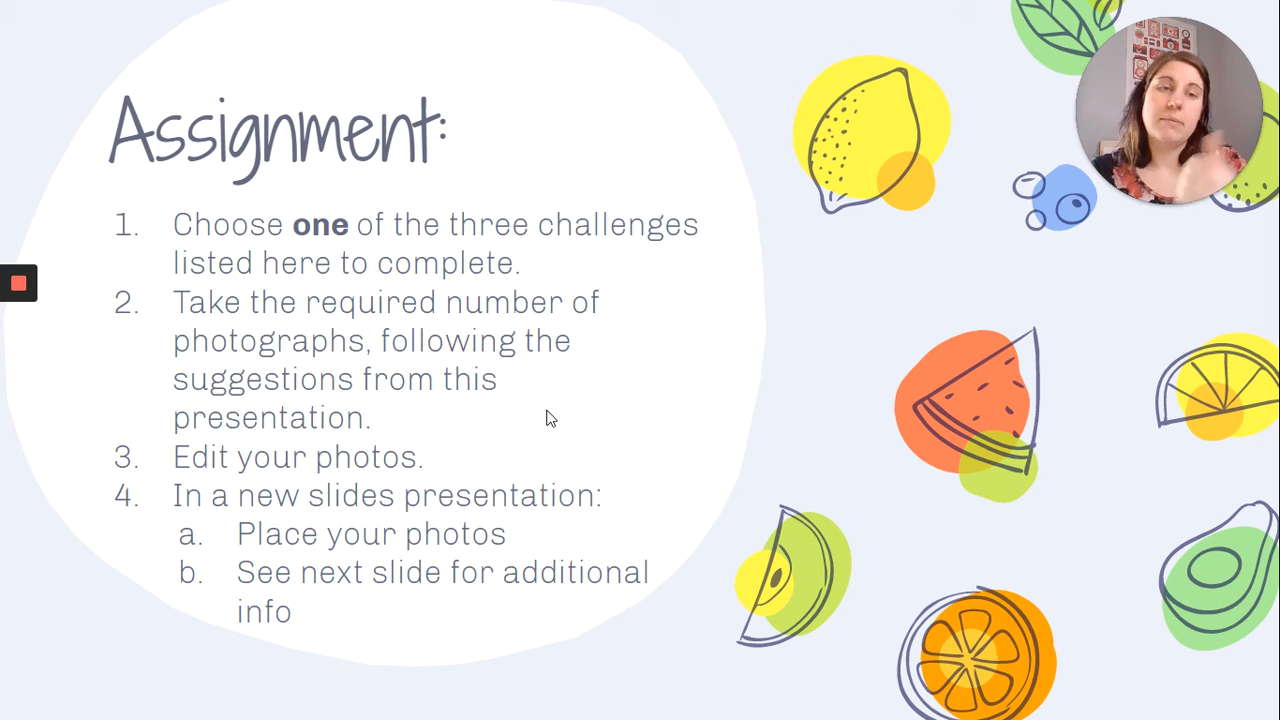 Assignment:
1. Choose one of the three challenges
listed here to complete.
2. Take the required number of
photographs, following the
suggestions from this
presentation.
3. Edit your photos.
4. In a new slides presentation:
a. Place your photos
b. See next slide for additional
info